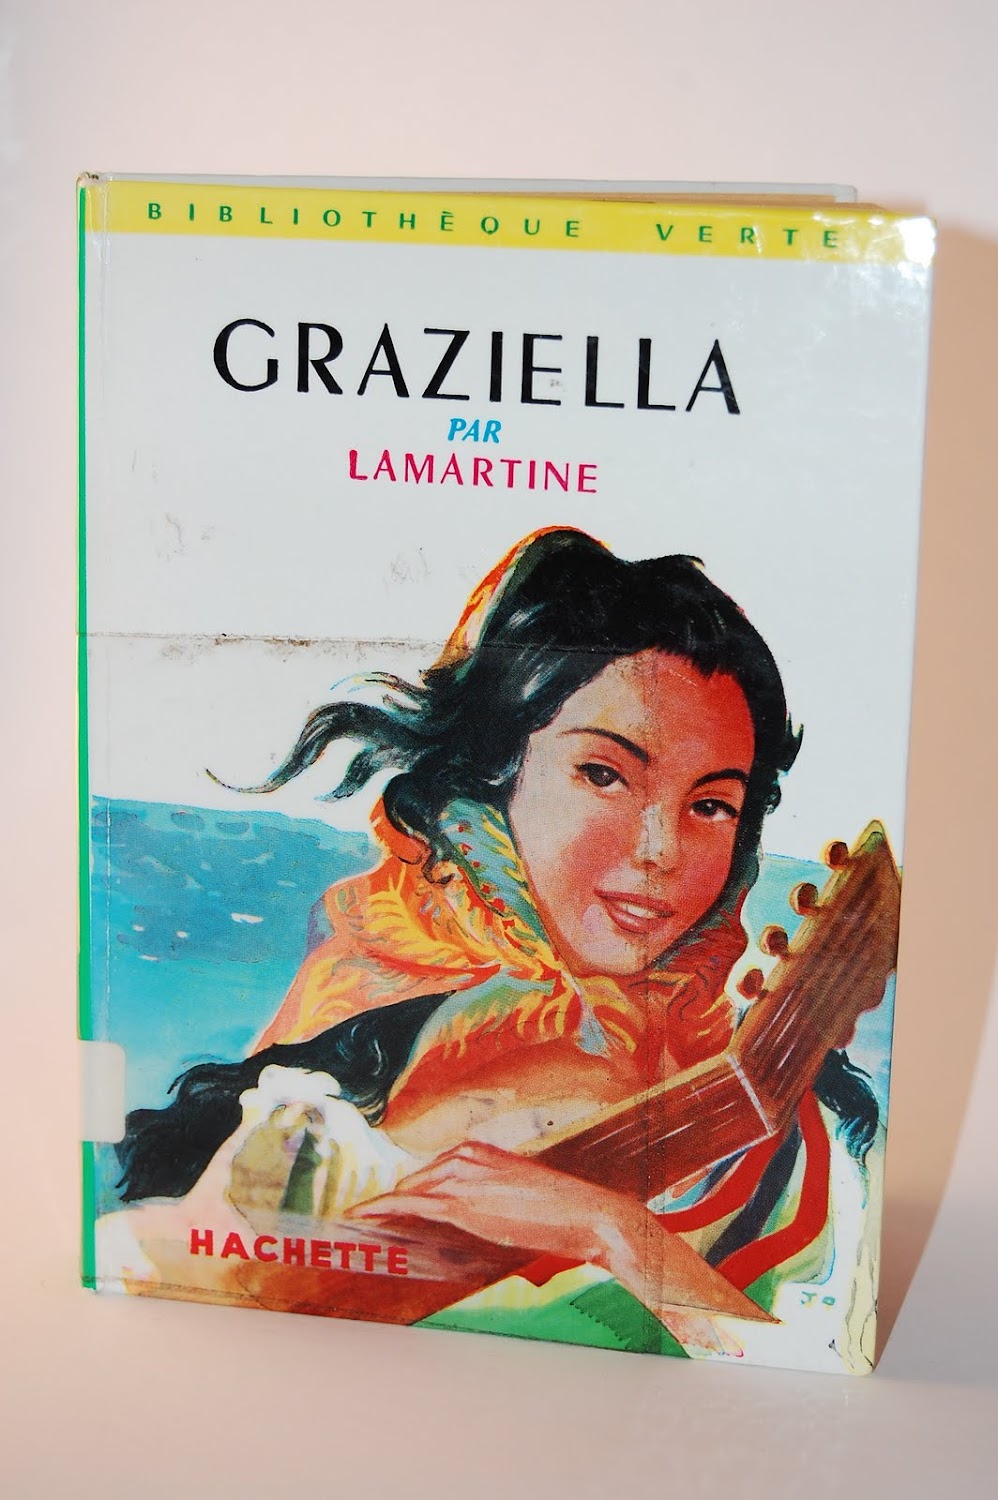 BIBLIOTHÈQUE VERTE
GRAZIELLA
PAR
LAMARTINE
HACHETTE